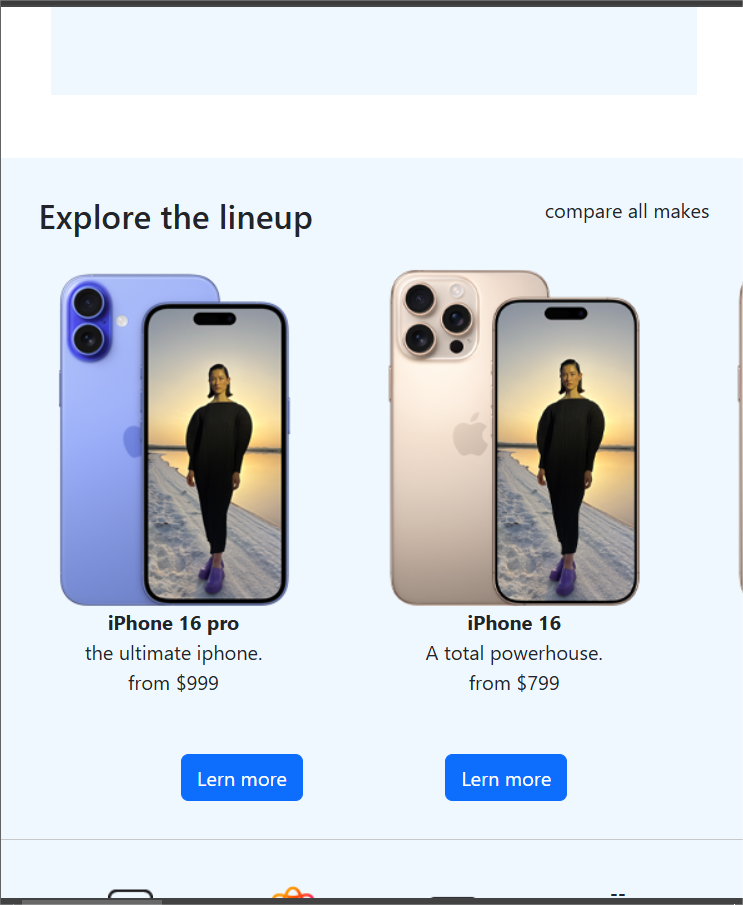 Explore the lineup
compare all makes
iPhone 16 pro
the ultimate iphone.
from $999
iPhone 16
A total powerhouse.
from $799
Lern more
Lern more